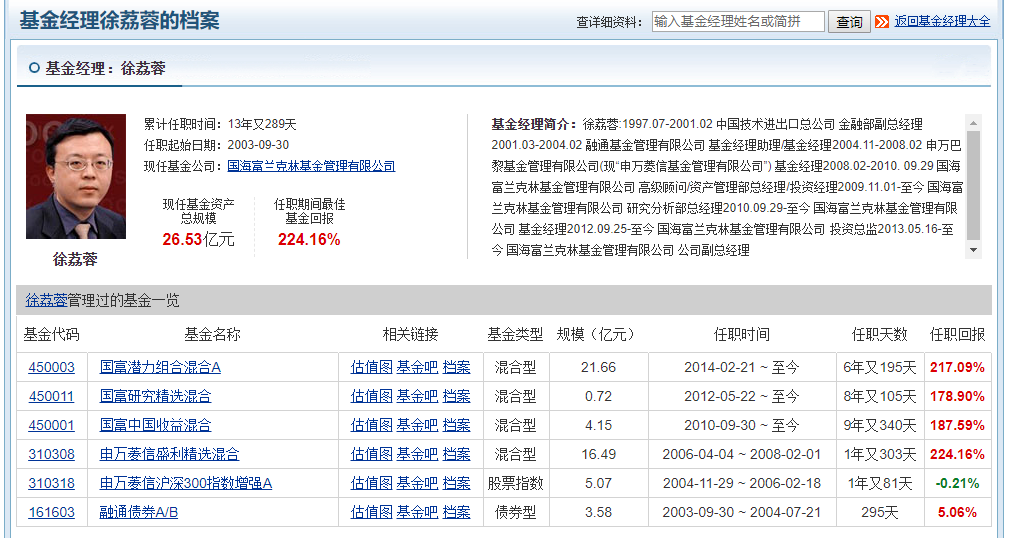 基金经理徐荔蓉的档案
查详细资料： 输入基金经理姓名或简拼 查询 返回基金经理大全
基金经理：徐荔蓉
累计任职时间：13年又289天
任职起始日期：2003-09-30
现任基金公司：国海富兰克林基金管理有限公司
现任基金资产
总规模
26.53亿元
任职期间最佳
基金回报
224.16%
徐荔蓉
基金经理简介：徐荔蓉:1997.07-2001.02 中国技术进出口总公司 金融部副总经理
2001.03-2004.02 融通基金管理有限公司 基金经理助理/基金经理2004.11-2008.02 申万巴
黎基金管理有限公司(现“申万菱信基金管理有限公司”) 基金经理2008.02-2010. 09.29 国海
富兰克林基金管理有限公司 高级顾问/资产管理部总经理/投资经理2009.11.01-至今 国海富
兰克林基金管理有限公司 研究分析部总经理2010.09.29-至今 国海富兰克林基金管理有限
公司 基金经理2012.09.25-至今 国海富兰克林基金管理有限公司 投资总监2013.05.16-至
今 国海富兰克林基金管理有限公司 公司副总经理
徐荔蓉管理过的基金一览
基金代码 基金名称 相关链接 基金类型 规模（亿元） 任职时间 任职天数 任职回报
450003 国富潜力组合混合A 估值图 基金吧 档案 混合型 21.66 2014-02-21 ~ 至今 6年又195天 217.09%
450011 国富研究精选混合 估值图 基金吧 档案 混合型 0.72 2012-05-22 ~ 至今 8年又105天 178.90%
450001 国富中国收益混合 估值图 基金吧 档案 混合型 4.15 2010-09-30 ~ 至今 9年又340天 187.59%
310308 申万菱信盛利精选混合 估值图 基金吧 档案 混合型 16.49 2006-04-04 ~ 2008-02-01 1年又303天 224.16%
310318 申万菱信沪深300指数增强A 估值图 基金吧 档案 股票指数 5.07 2004-11-29 ~ 2006-02-18 1年又81天 -0.21%
161603 融通债券A/B 估值图 基金吧 档案 债券型 3.58 2003-09-30 ~ 2004-07-21 295天 5.06%